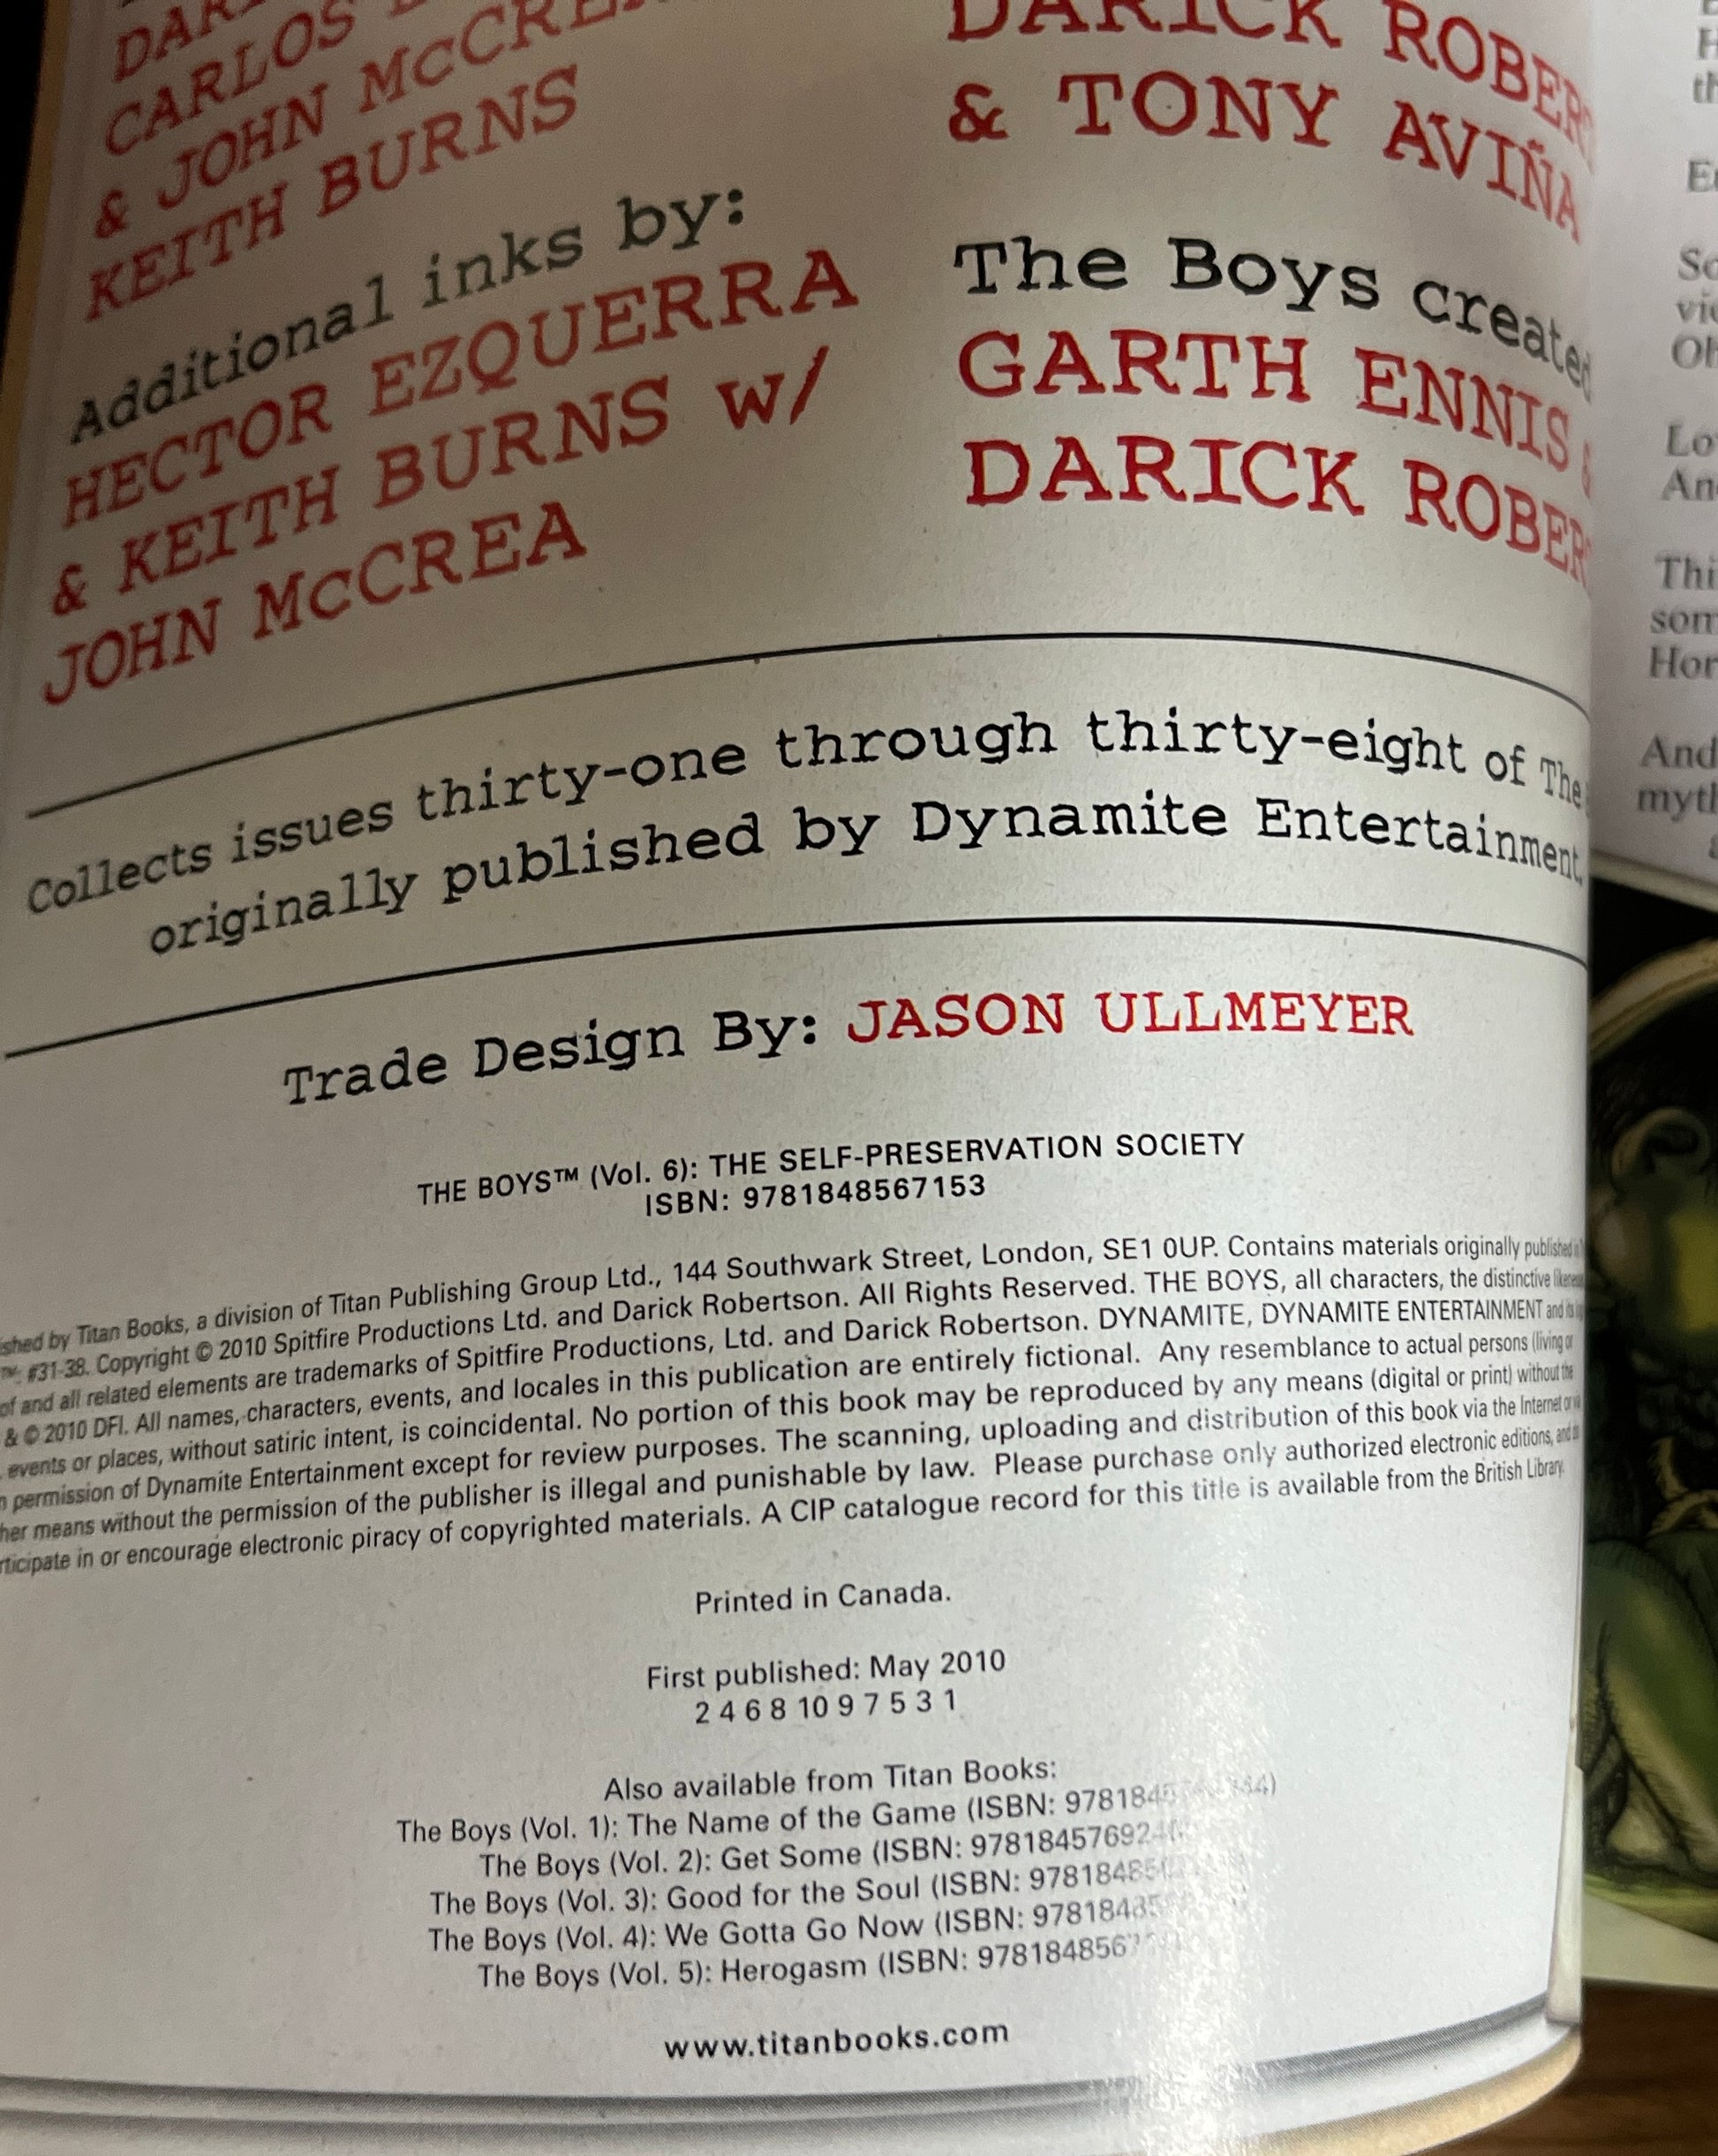 CARLOS
& JOHN McCREA
KEITH BURNS
Additional inks by:
HECTOR EZQUERRA
& KEITH BURNS w/
JOHN McCREA
DARICK
& TONY AVIÑA
The Boys created
GARTH ENNIS &
DARICK
Collects issues thirty-one through thirty-eight of The
originally published by Dynamite Entertainment.
Trade Design By: JASON ULLMEYER
THE BOYS™ (Vol. 6): THE SELF-PRESERVATION SOCIETY
ISBN: 9781848567153
by Titan Books, a division of Titan Publishing Group Ltd., 144 Southwark Street, London, SE1 0UP. Contains materials originally published in
#31-38. Copyright © 2010 Spitfire Productions Ltd. and Darick Robertson. All Rights Reserved. THE BOYS, all characters, the distinctive
of and all related elements are trademarks of Spitfire Productions, Ltd. and Darick Robertson. DYNAMITE, DYNAMITE ENTERTAINMENT and its
& © 2010 DFI. All names, characters, events, and locales in this publication are entirely fictional. Any resemblance to actual persons (living or
events or places, without satiric intent, is coincidental. No portion of this book may be reproduced by any means (digital or print) without the
permission of Dynamite Entertainment except for review purposes. The scanning, uploading and distribution of this book via the Internet or
means without the permission of the publisher is illegal and punishable by law. Please purchase only authorized electronic editions, and
in or encourage electronic piracy of copyrighted materials. A CIP catalogue record for this title is available from the British Library.
Printed in Canada.
First published: May 2010
2 4 6 8 10 9 7 5 3 1
Also available from Titan Books:
The Boys (Vol. 1): The Name of the Game (ISBN:
The Boys (Vol. 2): Get Some (ISBN:
The Boys (Vol. 3): Good for the Soul (ISBN:
The Boys (Vol. 4): We Gotta Go Now (ISBN:
The Boys (Vol. 5): Herogasm (ISBN:
www.titanbooks.com
And